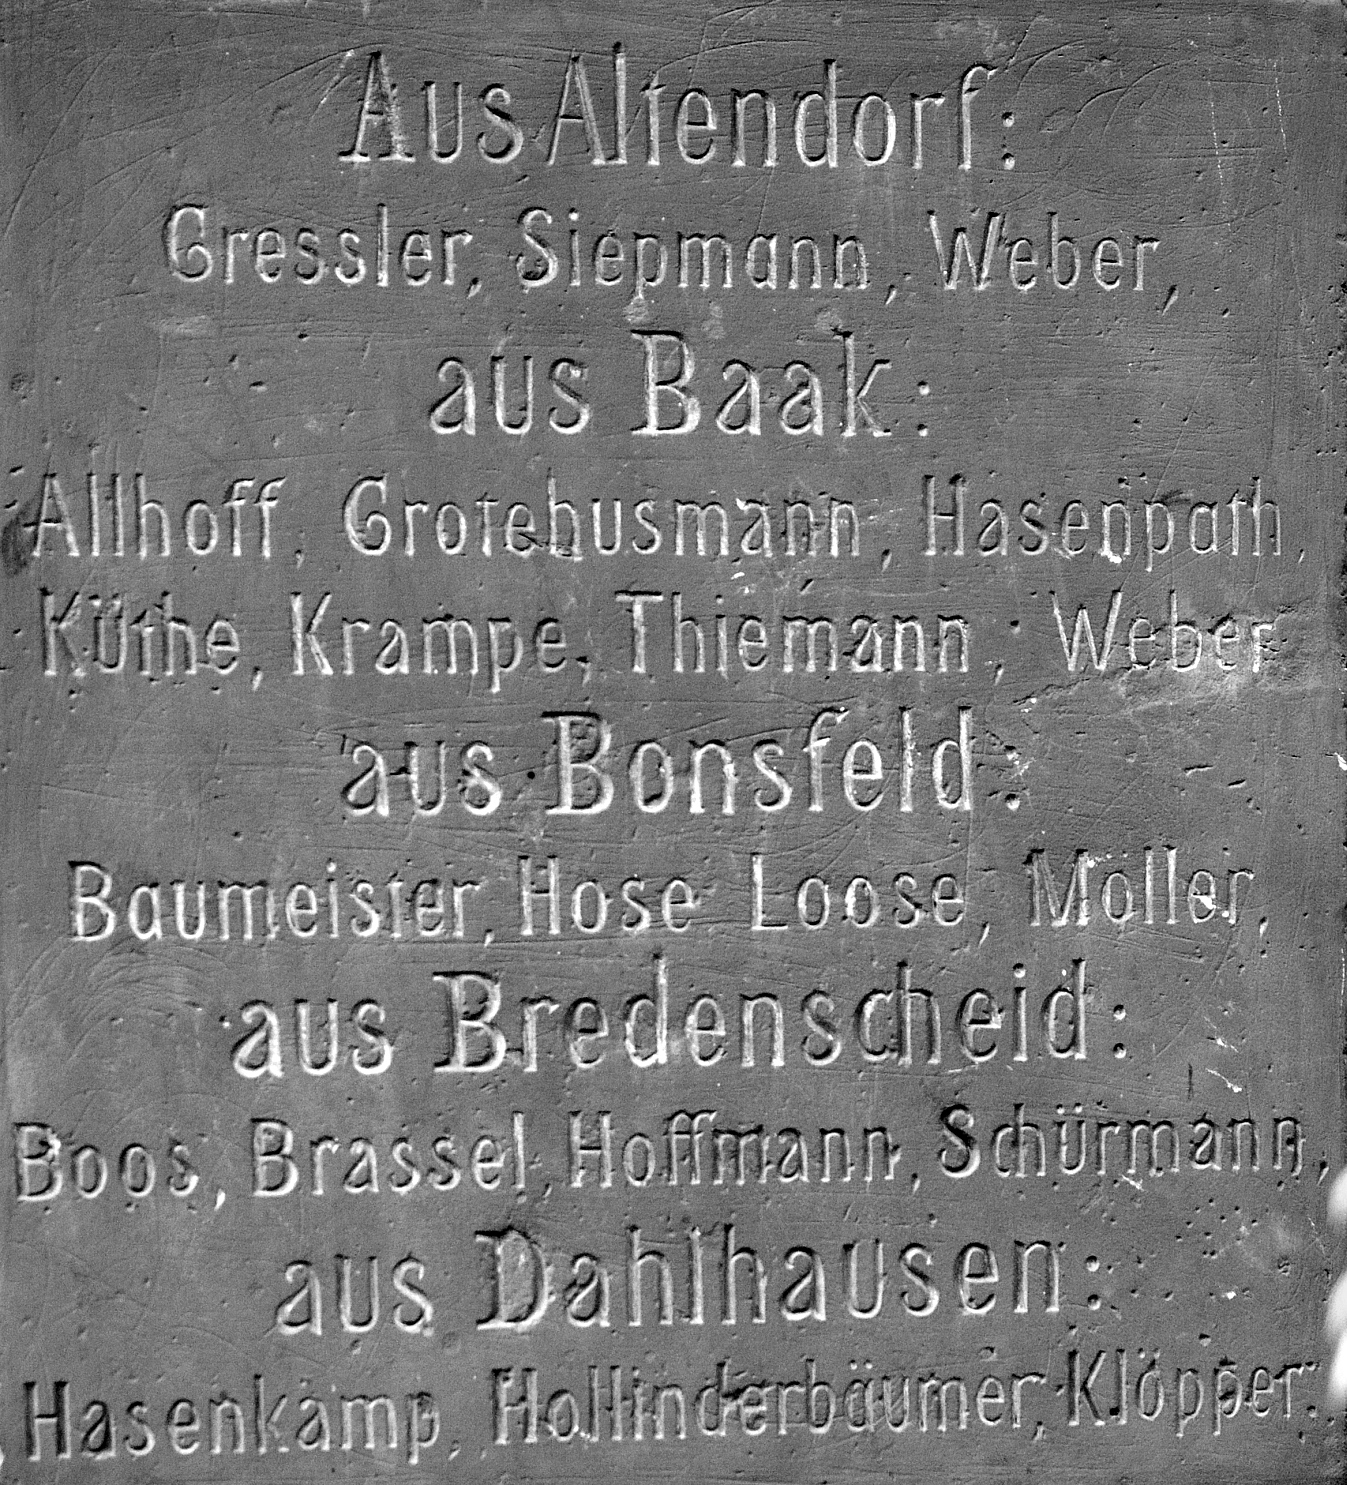 Aus Altendorf:
Gressler, Siepmann, Weber,
aus Baak:
Allhoff, Grotehusmann, Hasenpath,
Küthe, Krampe, Thiemann, Weber
aus Bonsfeld:
Baumeister, Hose, Loose, Moller,
aus Bredenscheid:
Boos, Brassel, Hoffmann, Schürmann,
aus Dahlhausen:
Hasenkamp, Hollinderbäumer, Klöpper.